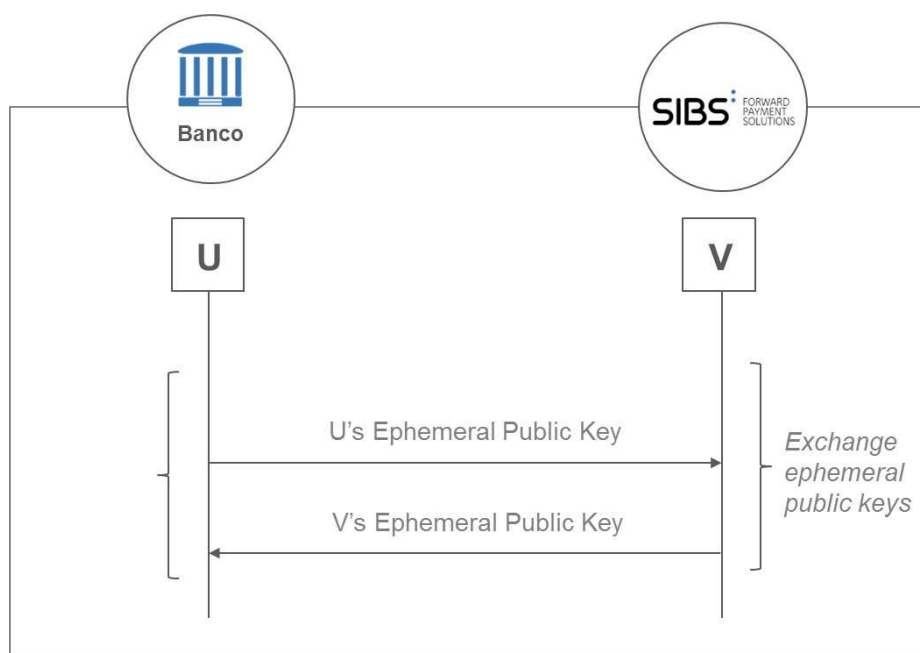 Banco
SIBS FORWARD
PAYMENT
SOLUTIONS
U
V
U's Ephemeral Public Key
V's Ephemeral Public Key
Exchange
ephemeral
public keys